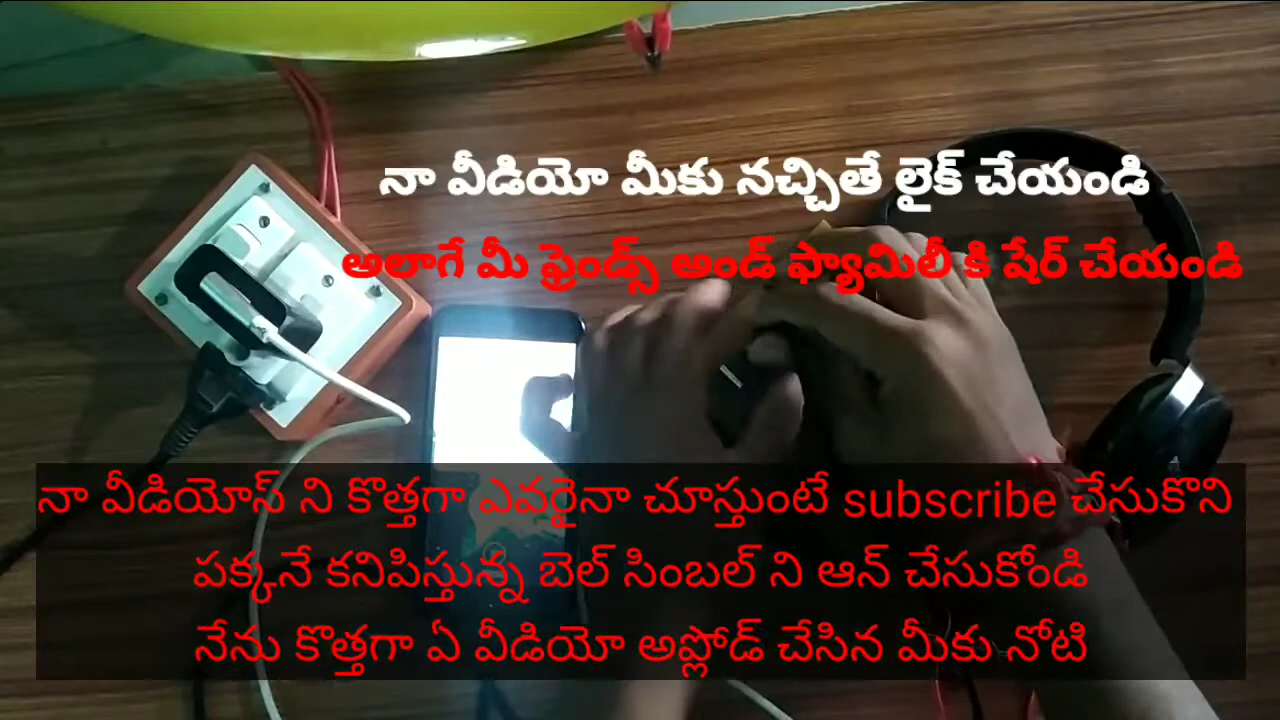 నా వీడియో మీకు నచ్చితే లైక్ చేయండి
అలాగే మీ ఫ్రెండ్స్ అండ్ ఫ్యామిలీ కి షేర్ చేయండి
నా వీడియోస్ ని కొత్తగా ఎవరైనా చూస్తుంటే subscribe చేసుకొని
పక్కనే కనిపిస్తున్న బెల్ సింబల్ ని ఆన్ చేసుకోండి
నేను కొత్తగా ఏ వీడియో అప్లోడ్ చేసిన మీకు నోటి